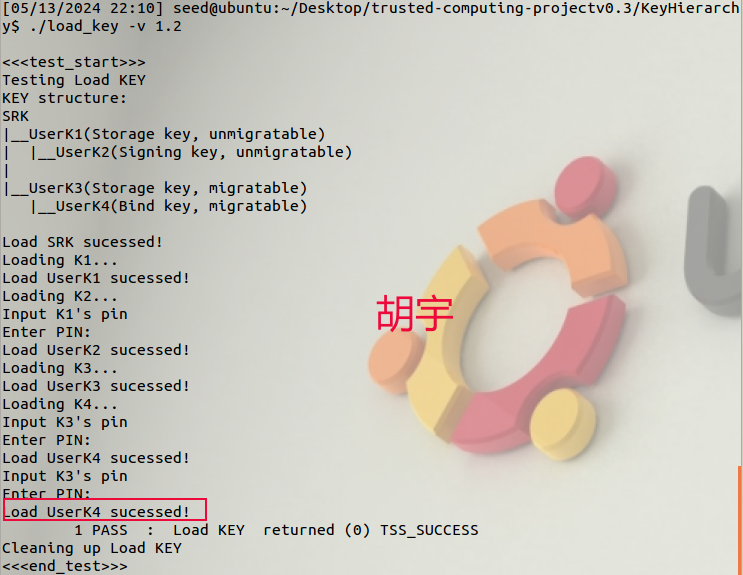 [05/13/2024 22:10] seed@ubuntu:~/Desktop/trusted-computing-projectv0.3/KeyHierarch
y$ ./load_key -v 1.2
<<<test_start>>>
Testing Load KEY
KEY structure:
SRK
|__UserK1(Storage key, unmigratable)
|  |__UserK2(Signing key, unmigratable)
|
|__UserK3(Storage key, migratable)
   |__UserK4(Bind key, migratable)
Load SRK sucessed!
Loading K1...
Load UserK1 sucessed!
Loading K2...
Input K1's pin
Enter PIN:
Load UserK2 sucessed!
Loading K3...
Load UserK3 sucessed!
Loading K4...
Input K3's pin
Enter PIN:
Load UserK4 sucessed!
Input K3's pin
Enter PIN:
Load UserK4 sucessed!
        1 PASS  :  Load KEY  returned (0) TSS_SUCCESS
Cleaning up Load KEY
<<<end_test>>>
胡宇